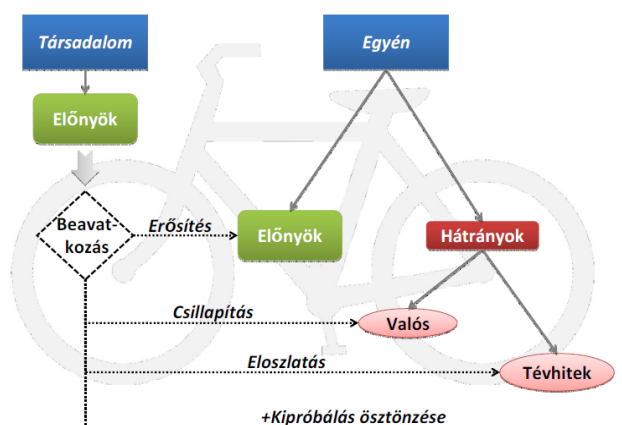 Társadalom
Egyén
Előnyök
Beavat-
kozás
Erősítés
Előnyök
Hátrányok
Csillapítás
Valós
Eloszlatás
Tévhitek
+Kipróbálás ösztönzése